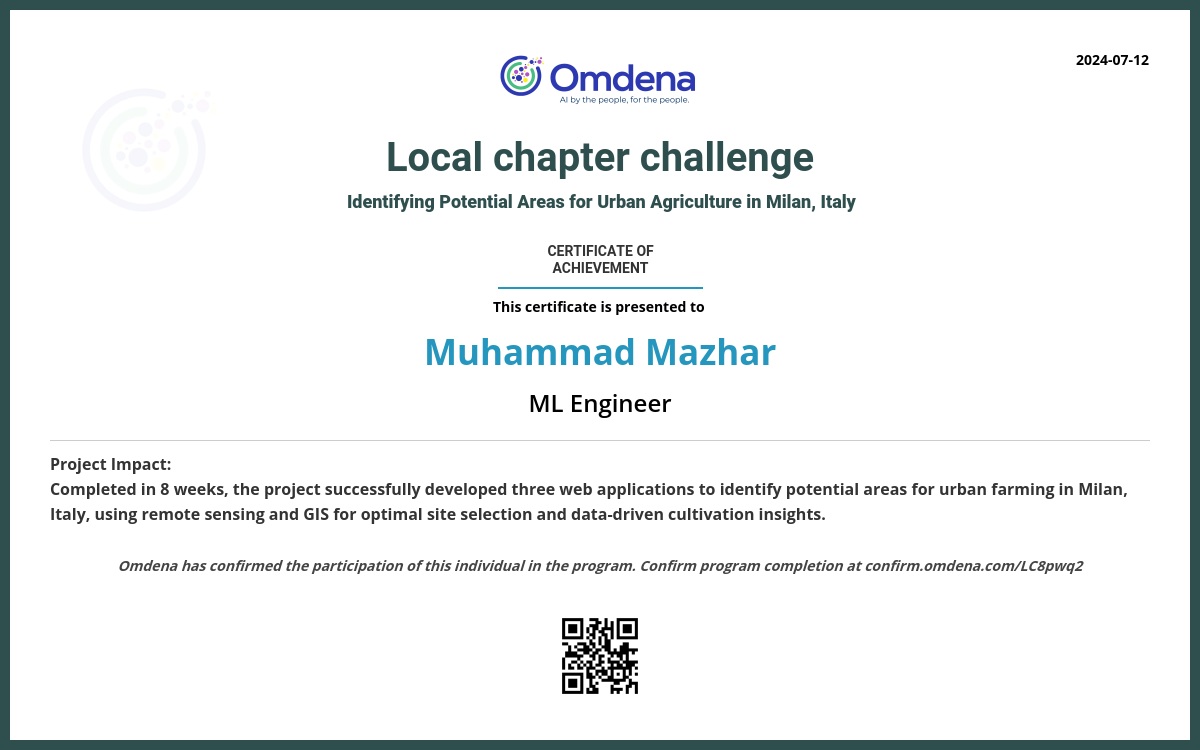 2024-07-12
Omdena
AI by the people, for the people.
Local chapter challenge
Identifying Potential Areas for Urban Agriculture in Milan, Italy
CERTIFICATE OF
ACHIEVEMENT
This certificate is presented to
Muhammad Mazhar
ML Engineer
Project Impact:
Completed in 8 weeks, the project successfully developed three web applications to identify potential areas for urban farming in Milan,
Italy, using remote sensing and GIS for optimal site selection and data-driven cultivation insights.
Omdena has confirmed the participation of this individual in the program. Confirm program completion at confirm.omdena.com/LC8pwq2